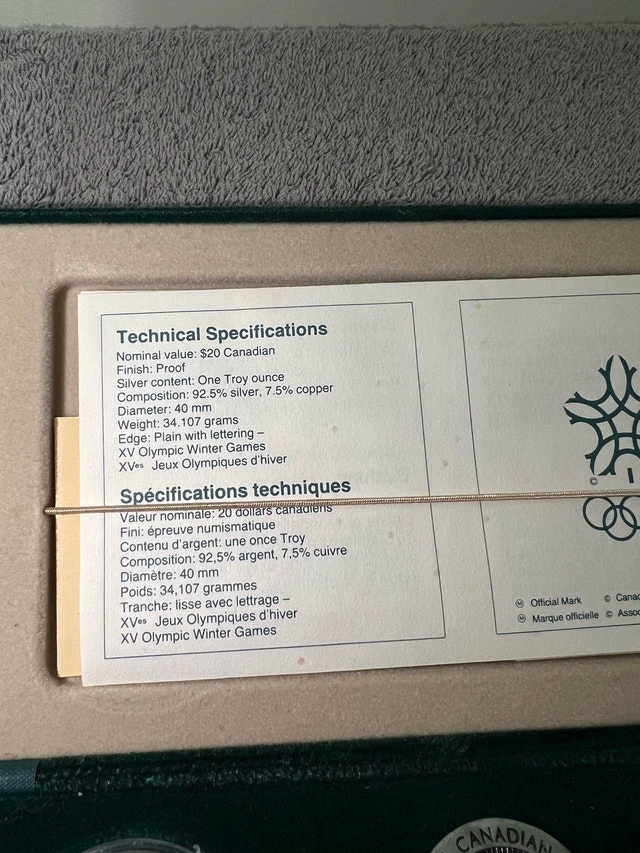 Technical Specifications
Nominal value: $20 Canadian
Finish: Proof
Silver content: One Troy ounce
Composition: 92.5% silver, 7.5% copper
Diameter: 40 mm
Weight: 34.107 grams
Edge: Plain with lettering –
XV Olympic Winter Games
XVes Jeux Olympiques d'hiver
Spécifications techniques
Valeur nominale: 20 dollars canadiens
Fini: épreuve numismatique
Contenu d'argent: une once Troy
Composition: 92,5% argent, 7,5% cuivre
Diamètre: 40 mm
Poids: 34,107 grammes
Tranche: lisse avec lettrage –
XVes Jeux Olympiques d'hiver
XV Olympic Winter Games
©
Ⓜ Official Mark © Canad
Ⓜ Marque officielle © Assoc
CANADIAN